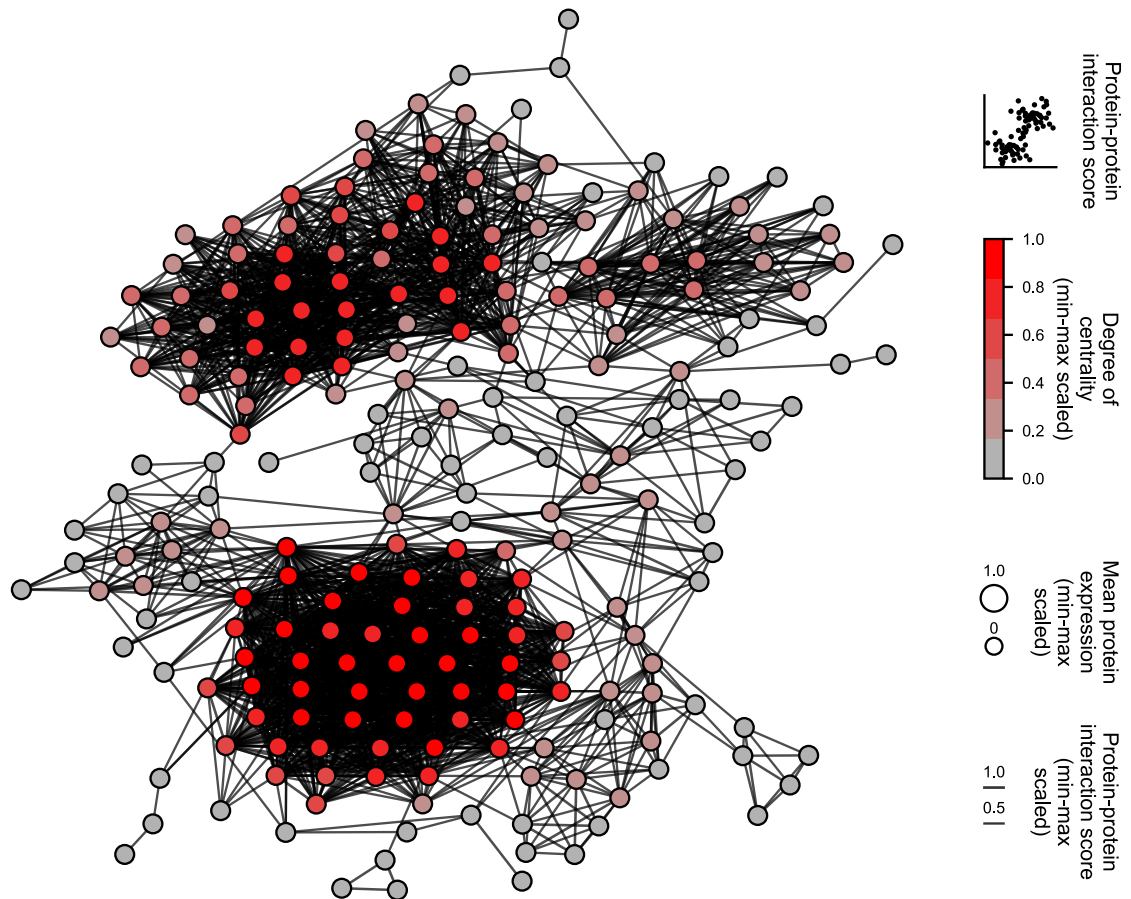 Protein-protein
interaction score
1.0
0.8
0.6
0.4
0.2
0.0
Degree of
centrality
(min-max scaled)
1.0
0
Mean protein
expression
(min-max
scaled)
1.0
0.5
Protein-protein
interaction score
(min-max
scaled)